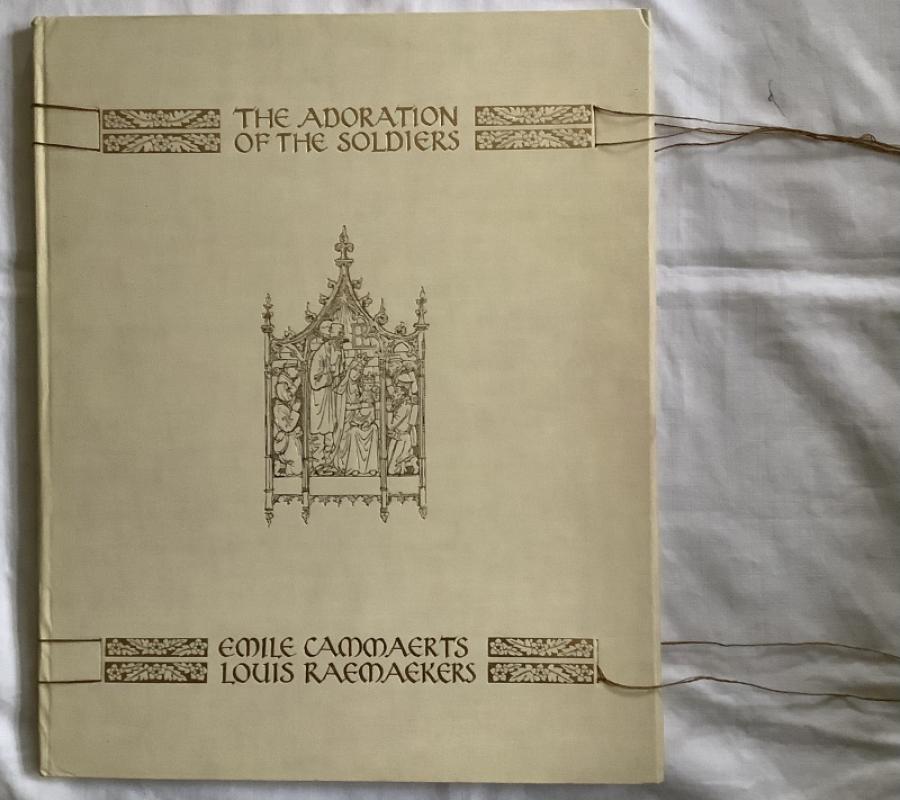 THE ADORATION
OF THE SOLDIERS
EMILE CAMMAERTS
LOUIS RAEMAEKERS